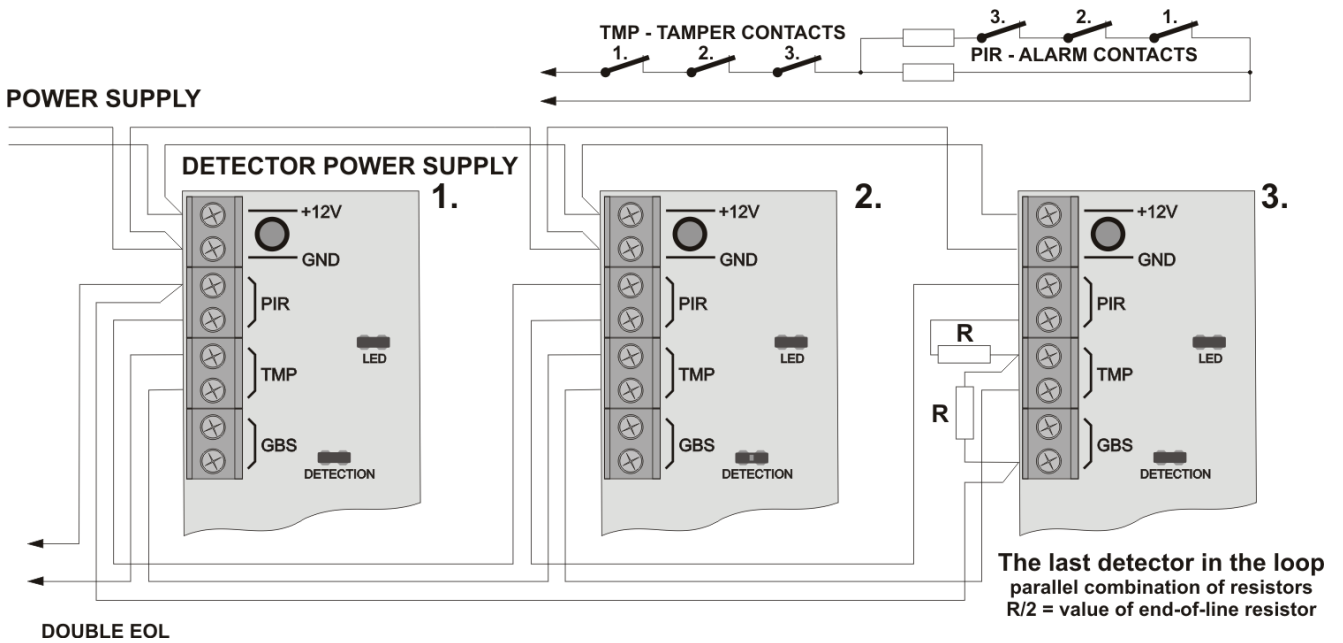 3. 2. 1.
TMP - TAMPER CONTACTS
1. 2. 3.
PIR - ALARM CONTACTS
POWER SUPPLY
DETECTOR POWER SUPPLY
1.
+12V
GND
PIR
LED
TMP
GBS
DETECTION
2.
+12V
GND
PIR
LED
TMP
GBS
DETECTION
3.
+12V
GND
PIR
R
LED
TMP
R
GBS
DETECTION
The last detector in the loop
parallel combination of resistors
R/2 = value of end-of-line resistor
DOUBLE EOL